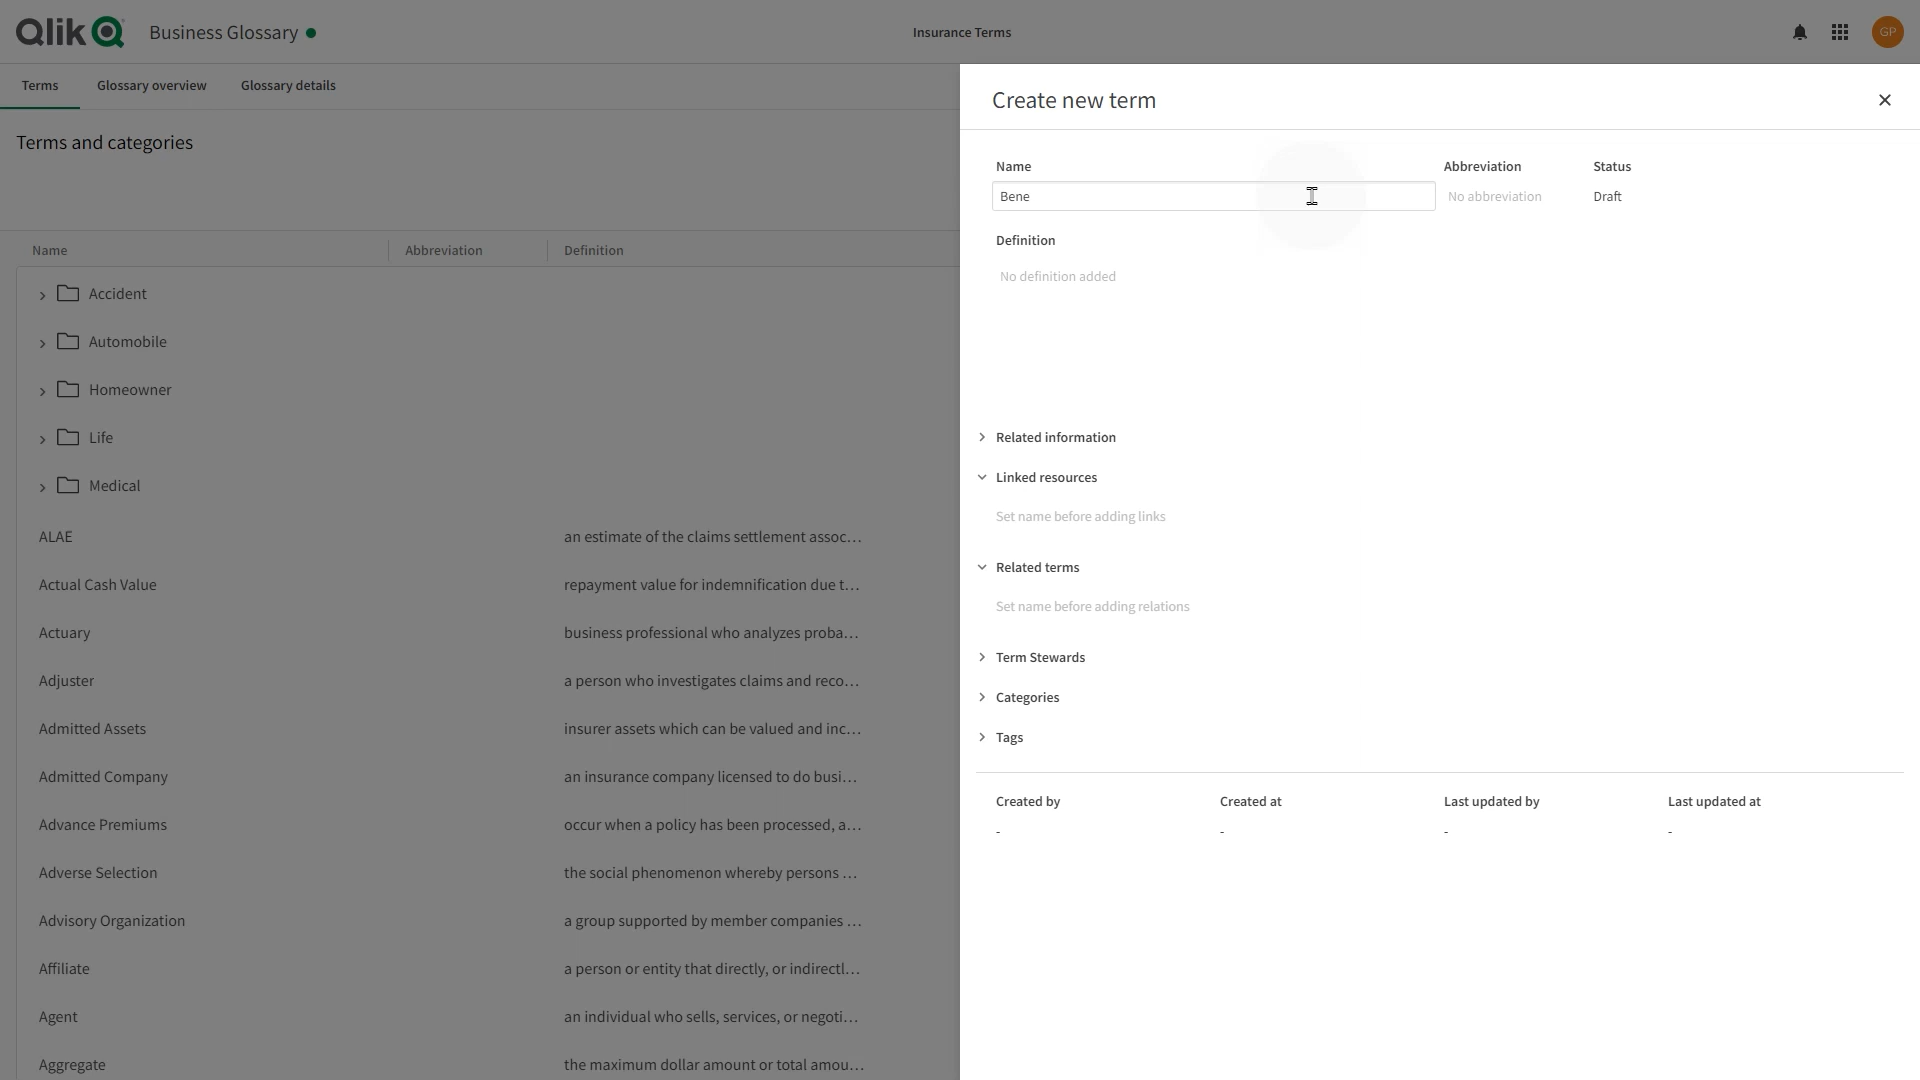 Qlik Business Glossary
Insurance Terms
GP
Terms Glossary overview Glossary details
Terms and categories
Name Abbreviation Definition
Accident
Automobile
Homeowner
Life
Medical
ALAE an estimate of the claims settlement assoc…
Actual Cash Value repayment value for indemnification due t…
Actuary business professional who analyzes proba…
Adjuster a person who investigates claims and reco…
Admitted Assets insurer assets which can be valued and inc…
Admitted Company an insurance company licensed to do busi…
Advance Premiums occur when a policy has been processed, a…
Adverse Selection the social phenomenon whereby persons …
Advisory Organization a group supported by member companies …
Affiliate a person or entity that directly, or indirectl…
Agent an individual who sells, services, or negoti…
Aggregate the maximum dollar amount or total amou…
Create new term
Name Abbreviation Status
Bene No abbreviation Draft
Definition
No definition added
Related information
Linked resources
Set name before adding links
Related terms
Set name before adding relations
Term Stewards
Categories
Tags
Created by Created at Last updated by Last updated at
- - - -